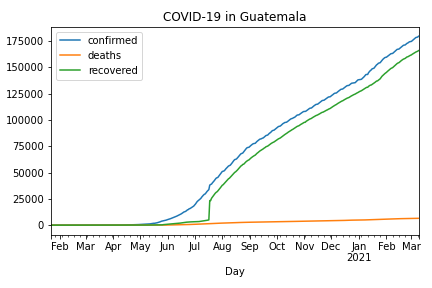 COVID-19 in Guatemala
confirmed
deaths
recovered
175000
150000
125000
100000
75000
50000
25000
0
Feb Mar Apr May Jun Jul Aug Sep Oct Nov Dec Jan Feb Mar
2021
Day